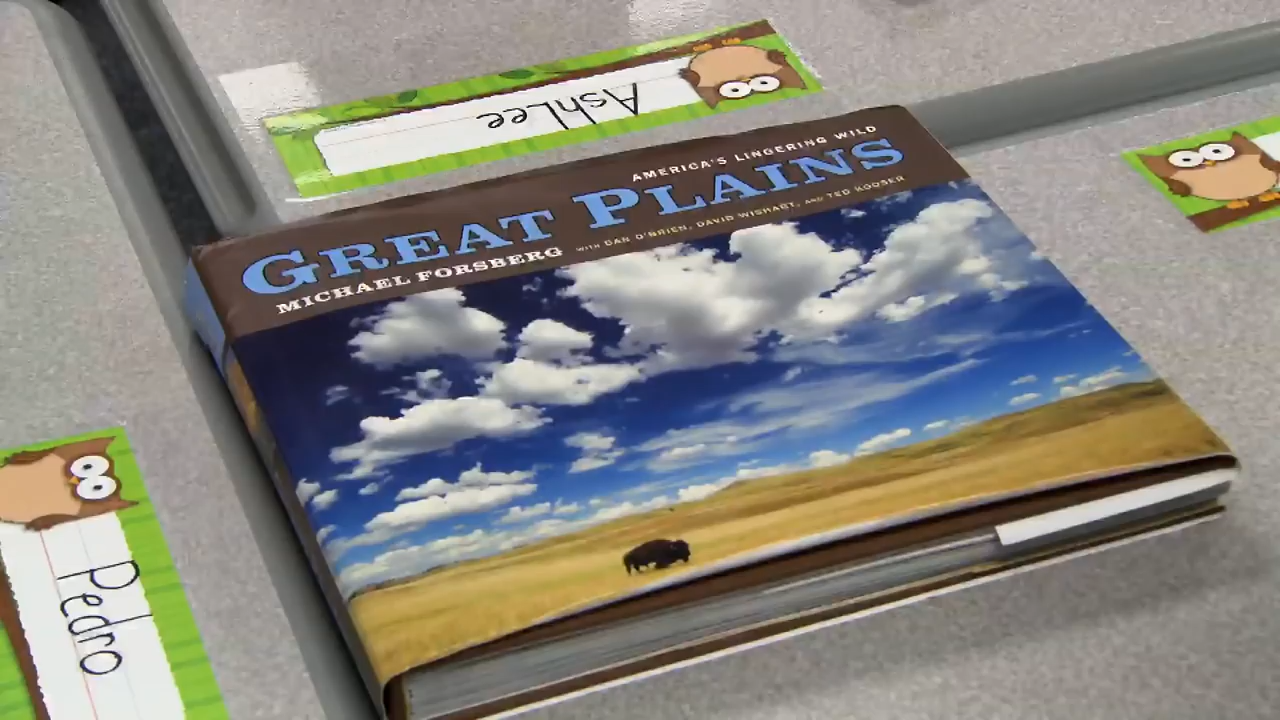 AshLee
AMERICA'S LINGERING WILD
GREAT PLAINS
MICHAEL FORSBERG WITH DAN O'BRIEN, DAVID WISHART, AND TED KOOSER
Pedro